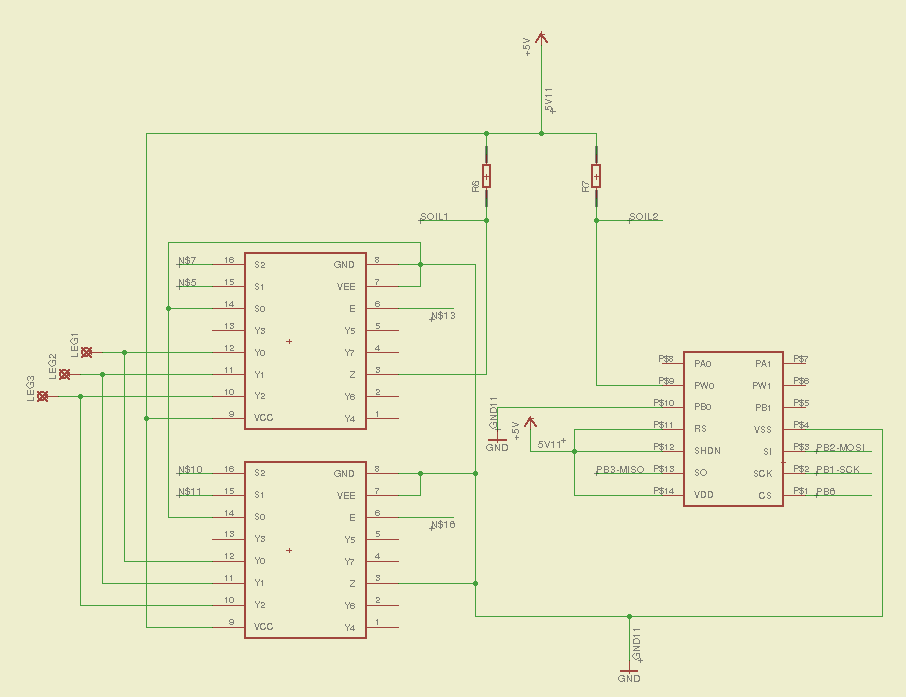 +5V
5V11
R6
R7
SOIL1
SOIL2
N$7 16 S2 GND 8
N$5 15 S1 VEE 7
14 S0 E 6 N$13
13 Y3 Y5 5
LEG1 12 Y0 Y7 4
LEG2 11 Y1 Z 3
LEG3 10 Y2 Y6 2
9 VCC Y4 1
P$8 PA0 PA1 P$7
P$9 PW0 PW1 P$6
P$10 PB0 PB1 P$5
P$11 RS VSS P$4
P$12 SHDN SI P$3 PB2-MOSI
PB3-MISO P$13 SO SCK P$2 PB1-SCK
P$14 VDD CS P$1 PB6
GND11
GND
+5V
5V11
N$10 16 S2 GND 8
N$11 15 S1 VEE 7
14 S0 E 6 N$16
13 Y3 Y5 5
12 Y0 Y7 4
11 Y1 Z 3
10 Y2 Y6 2
9 VCC Y4 1
GND11
GND